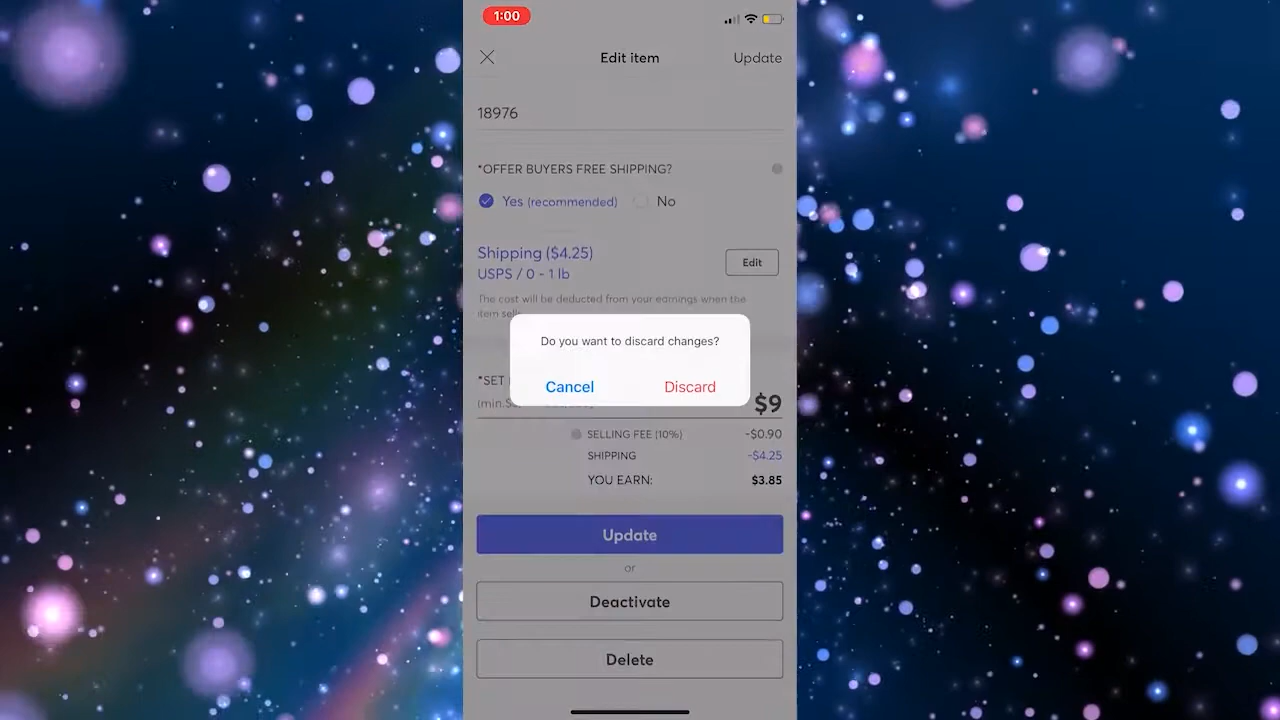 1:00
Edit item
Update
18976
*OFFER BUYERS FREE SHIPPING?
Yes (recommended)
No
Shipping ($4.25)
USPS / 0 - 1 lb
Edit
The cost will be deducted from your earnings when the
item sells
Do you want to discard changes?
Cancel
Discard
*SET
(min.$
$9
SELLING FEE (10%)
-$0.90
SHIPPING
-$4.25
YOU EARN:
$3.85
Update
or
Deactivate
Delete